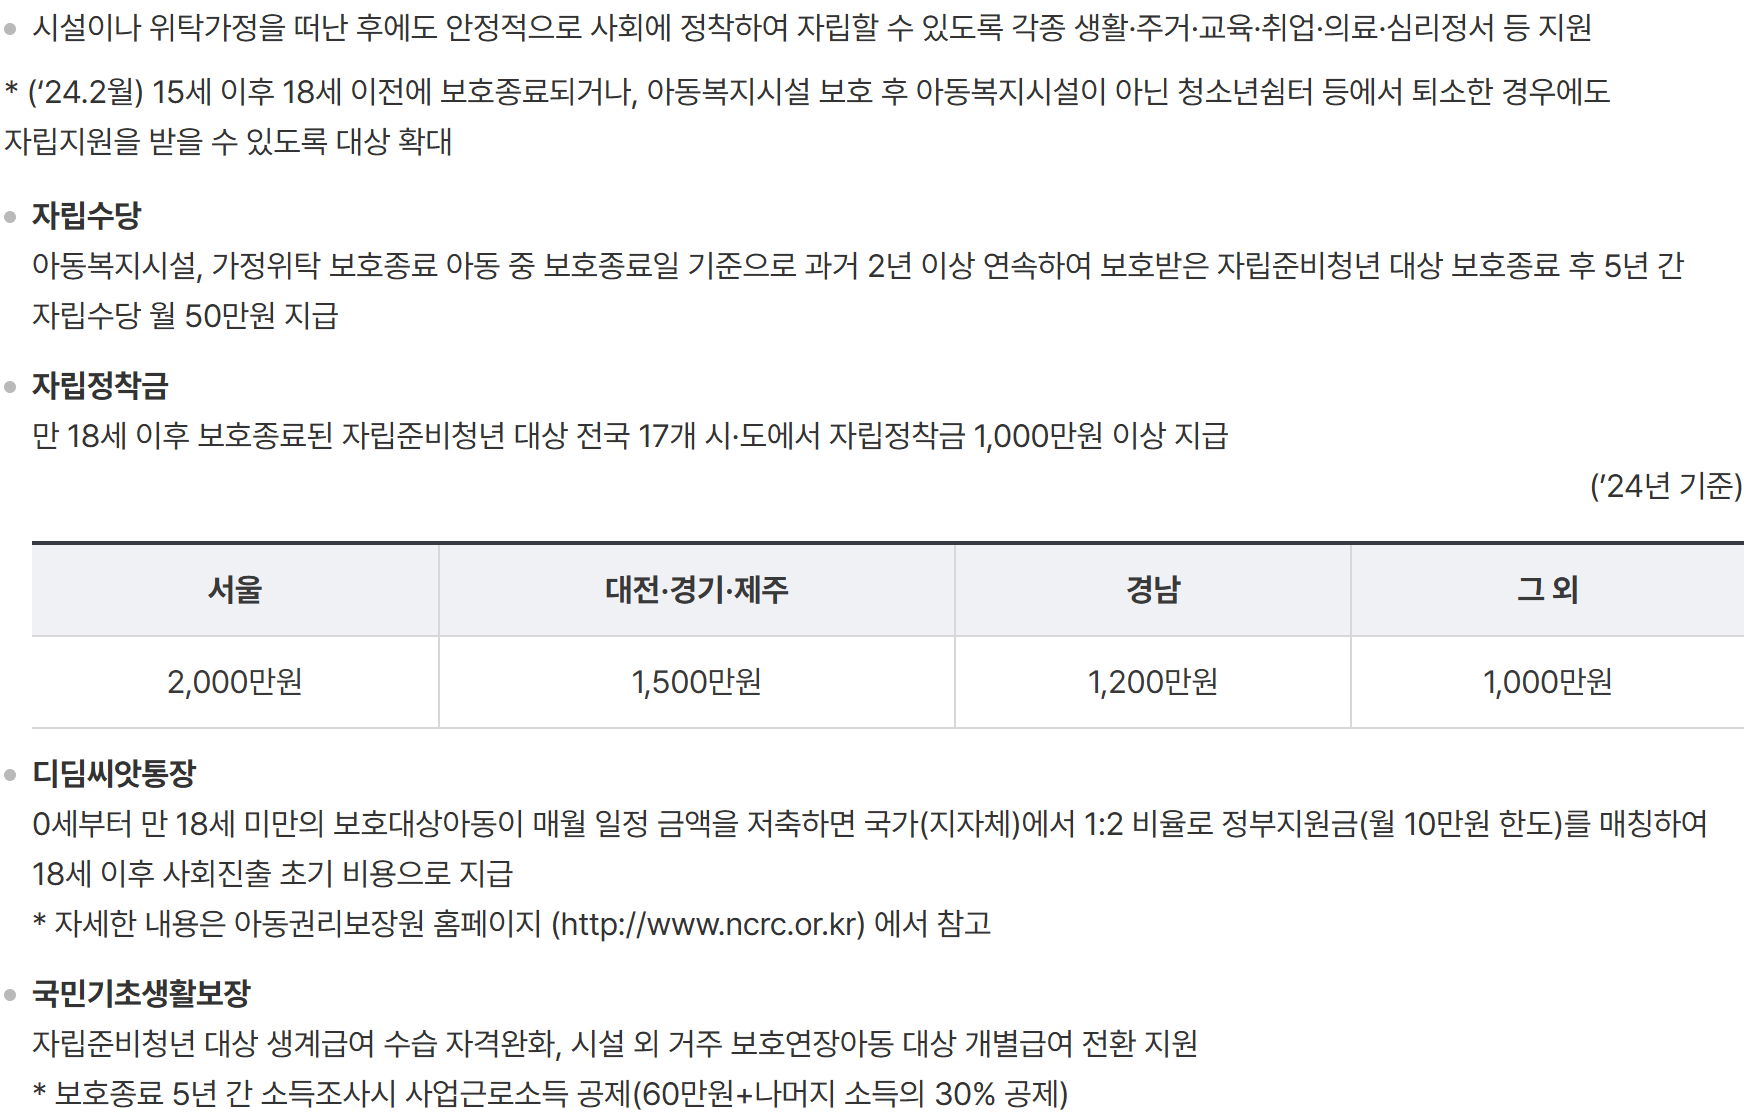 시설이나 위탁가정을 떠난 후에도 안정적으로 사회에 정착하여 자립할 수 있도록 각종 생활·주거·교육·취업·의료·심리정서 등 지원
* (‘24.2월) 15세 이후 18세 이전에 보호종료되거나, 아동복지시설 보호 후 아동복지시설이 아닌 청소년쉼터 등에서 퇴소한 경우에도
자립지원을 받을 수 있도록 대상 확대
자립수당
아동복지시설, 가정위탁 보호종료 아동 중 보호종료일 기준으로 과거 2년 이상 연속하여 보호받은 자립준비청년 대상 보호종료 후 5년 간
자립수당 월 50만원 지급
자립정착금
만 18세 이후 보호종료된 자립준비청년 대상 전국 17개 시·도에서 자립정착금 1,000만원 이상 지급
(’24년 기준)
서울 대전·경기·제주 경남 그 외
2,000만원 1,500만원 1,200만원 1,000만원
디딤씨앗통장
0세부터 만 18세 미만의 보호대상아동이 매월 일정 금액을 저축하면 국가(지자체)에서 1:2 비율로 정부지원금(월 10만원 한도)를 매칭하여
18세 이후 사회진출 초기 비용으로 지급
* 자세한 내용은 아동권리보장원 홈페이지 (http://www.ncrc.or.kr) 에서 참고
국민기초생활보장
자립준비청년 대상 생계급여 수습 자격완화, 시설 외 거주 보호연장아동 대상 개별급여 전환 지원
* 보호종료 5년 간 소득조사시 사업근로소득 공제(60만원+나머지 소득의 30% 공제)